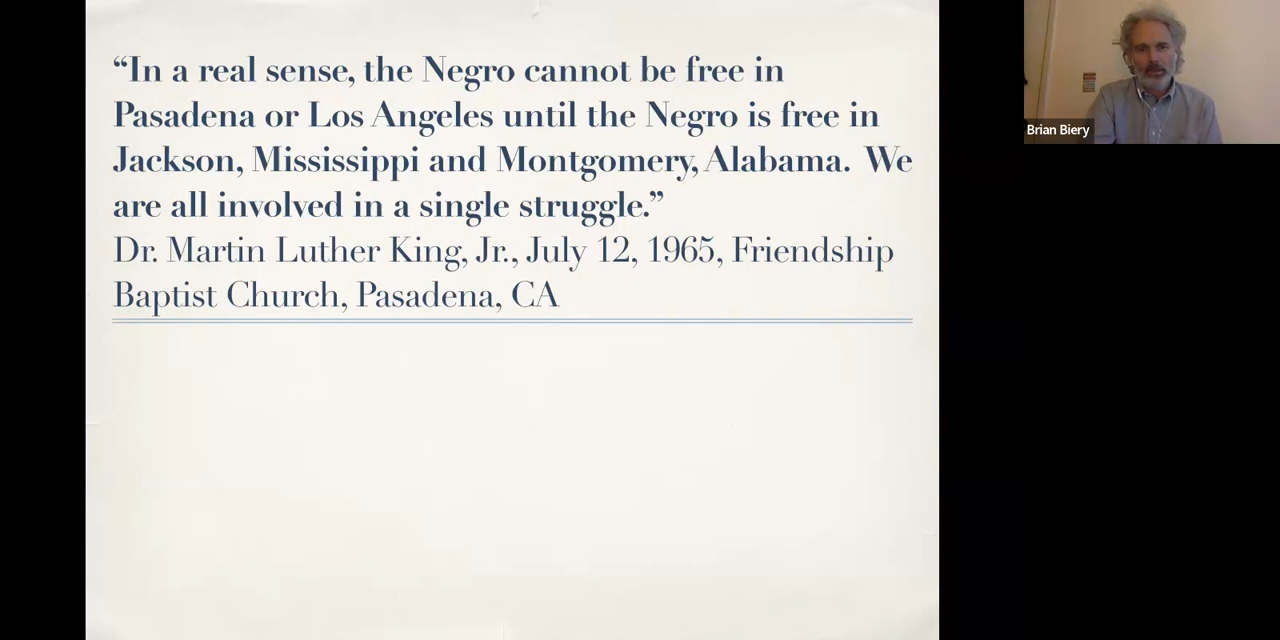 “In a real sense, the Negro cannot be free in
Pasadena or Los Angeles until the Negro is free in
Jackson, Mississippi and Montgomery, Alabama.  We
are all involved in a single struggle.”
Dr. Martin Luther King, Jr., July 12, 1965, Friendship
Baptist Church, Pasadena, CA
Brian Biery